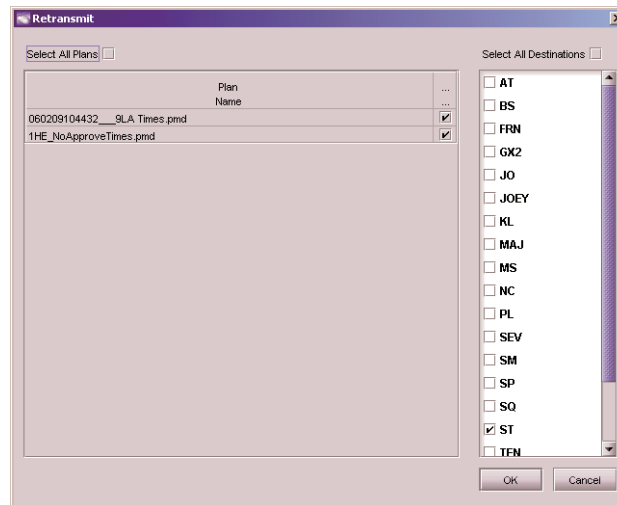 Retransmit
Select All Plans
Select All Destinations
Plan ...
Name ...
060209104432___9LA Times.pmd
1HE_NoApproveTimes.pmd
AT
BS
FRN
GX2
JO
JOEY
KL
MAJ
MS
NC
PL
SEV
SM
SP
SQ
ST
TEN
OK Cancel